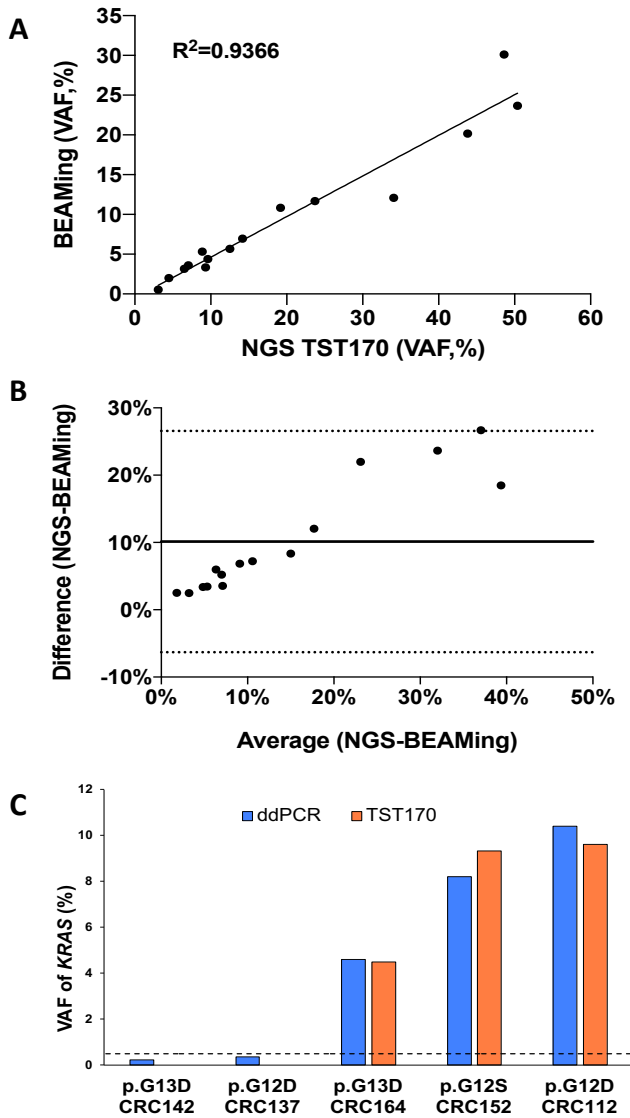 A
R²=0.9366
35
30
25
20
15
10
5
0
BEAMing (VAF,%)
0 10 20 30 40 50 60
NGS TST170 (VAF,%)
B
30%
20%
10%
0%
-10%
Difference (NGS-BEAMing)
0% 10% 20% 30% 40% 50%
Average (NGS-BEAMing)
C
12
10
8
6
4
2
0
VAF of KRAS (%)
ddPCR TST170
p.G13D p.G12D p.G13D p.G12S p.G12D
CRC142 CRC137 CRC164 CRC152 CRC112